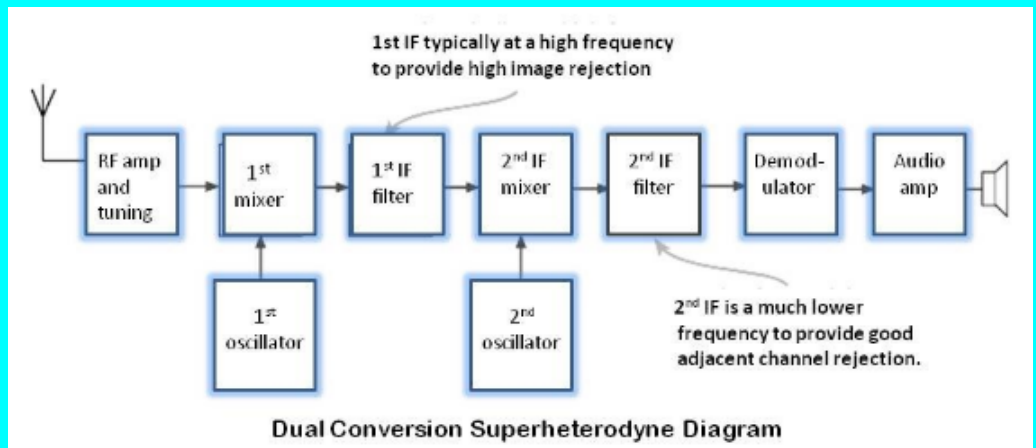 1st IF typically at a high frequency
to provide high image rejection
RF amp
and
tuning
1st
mixer
1st IF
filter
2nd IF
mixer
2nd IF
filter
Demod-
ulator
Audio
amp
1st
oscillator
2nd
oscillator
2nd IF is a much lower
frequency to provide good
adjacent channel rejection.
Dual Conversion Superheterodyne Diagram